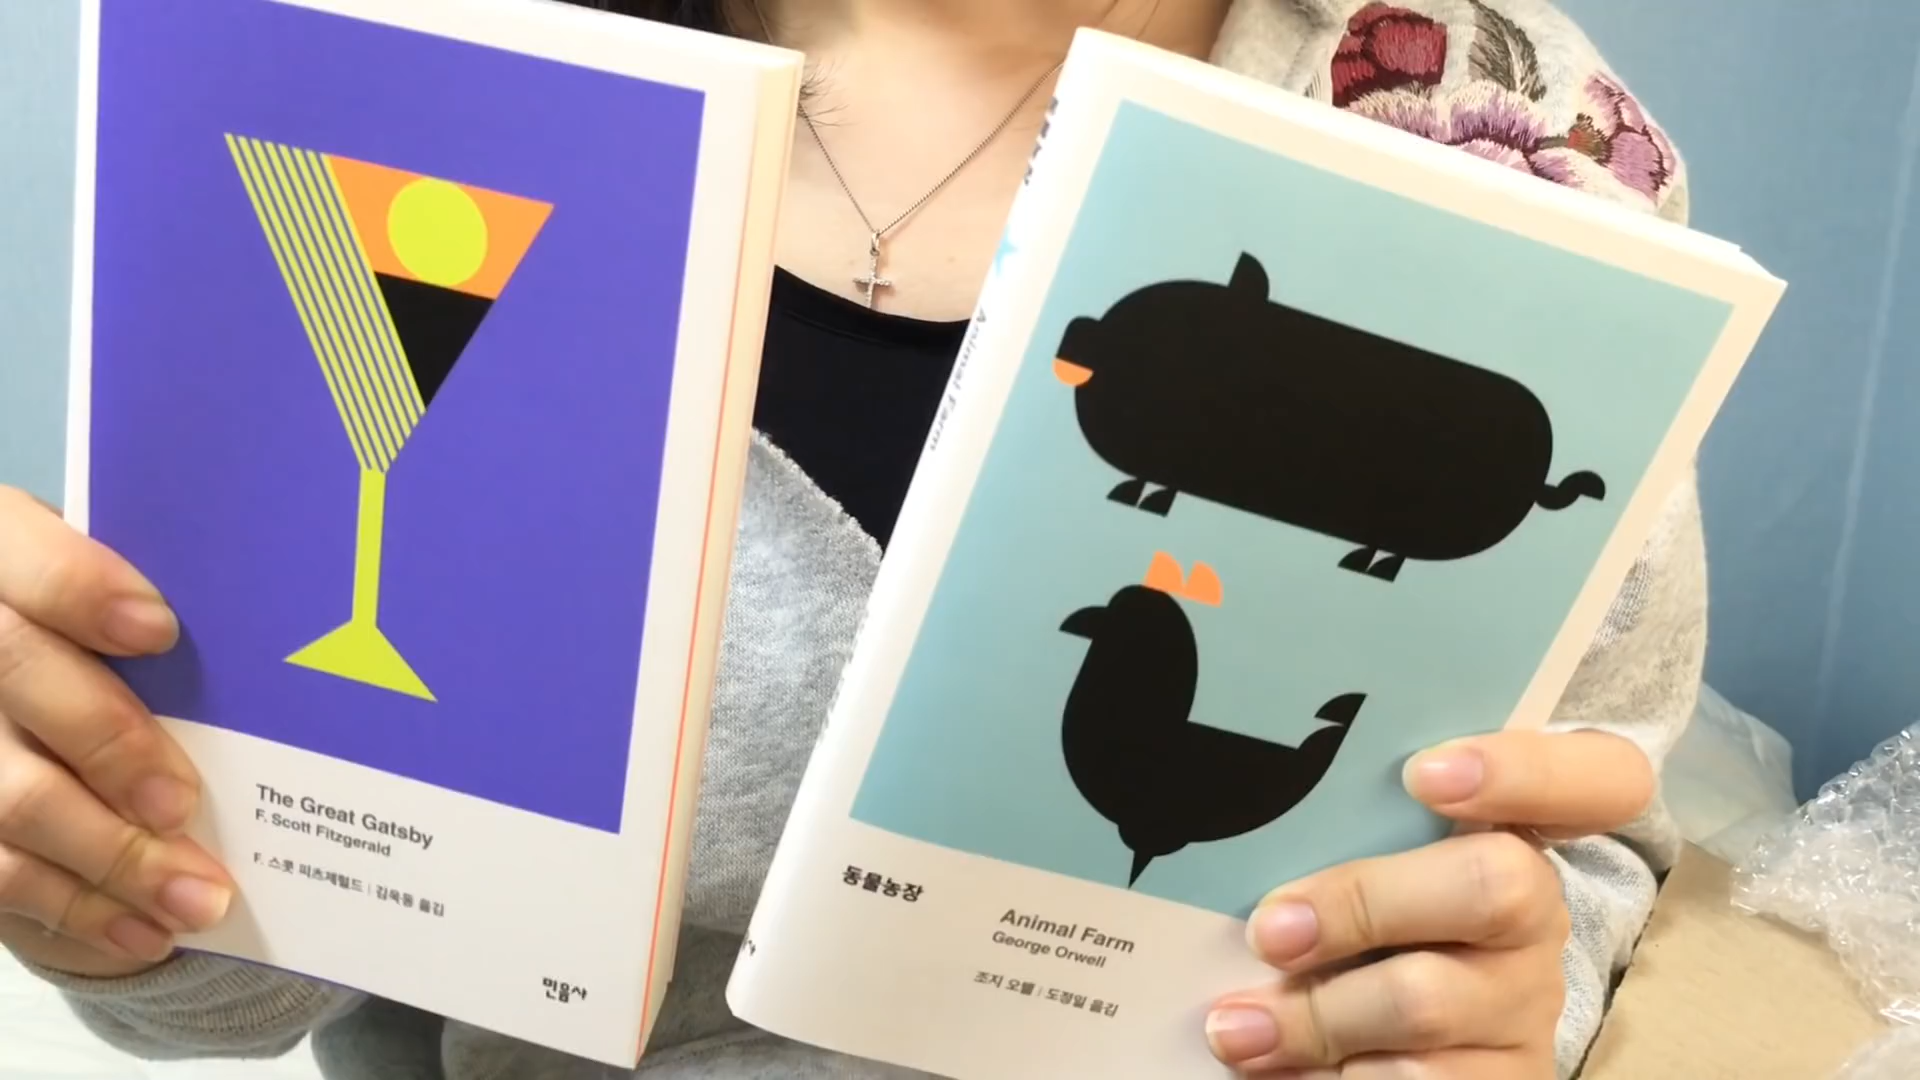 The Great Gatsby
F. Scott Fitzgerald
F. 스콧 피츠제럴드 | 김욱동 옮김
민음사
Animal Farm
동물농장
Animal Farm
George Orwell
조지 오웰 | 도정일 옮김